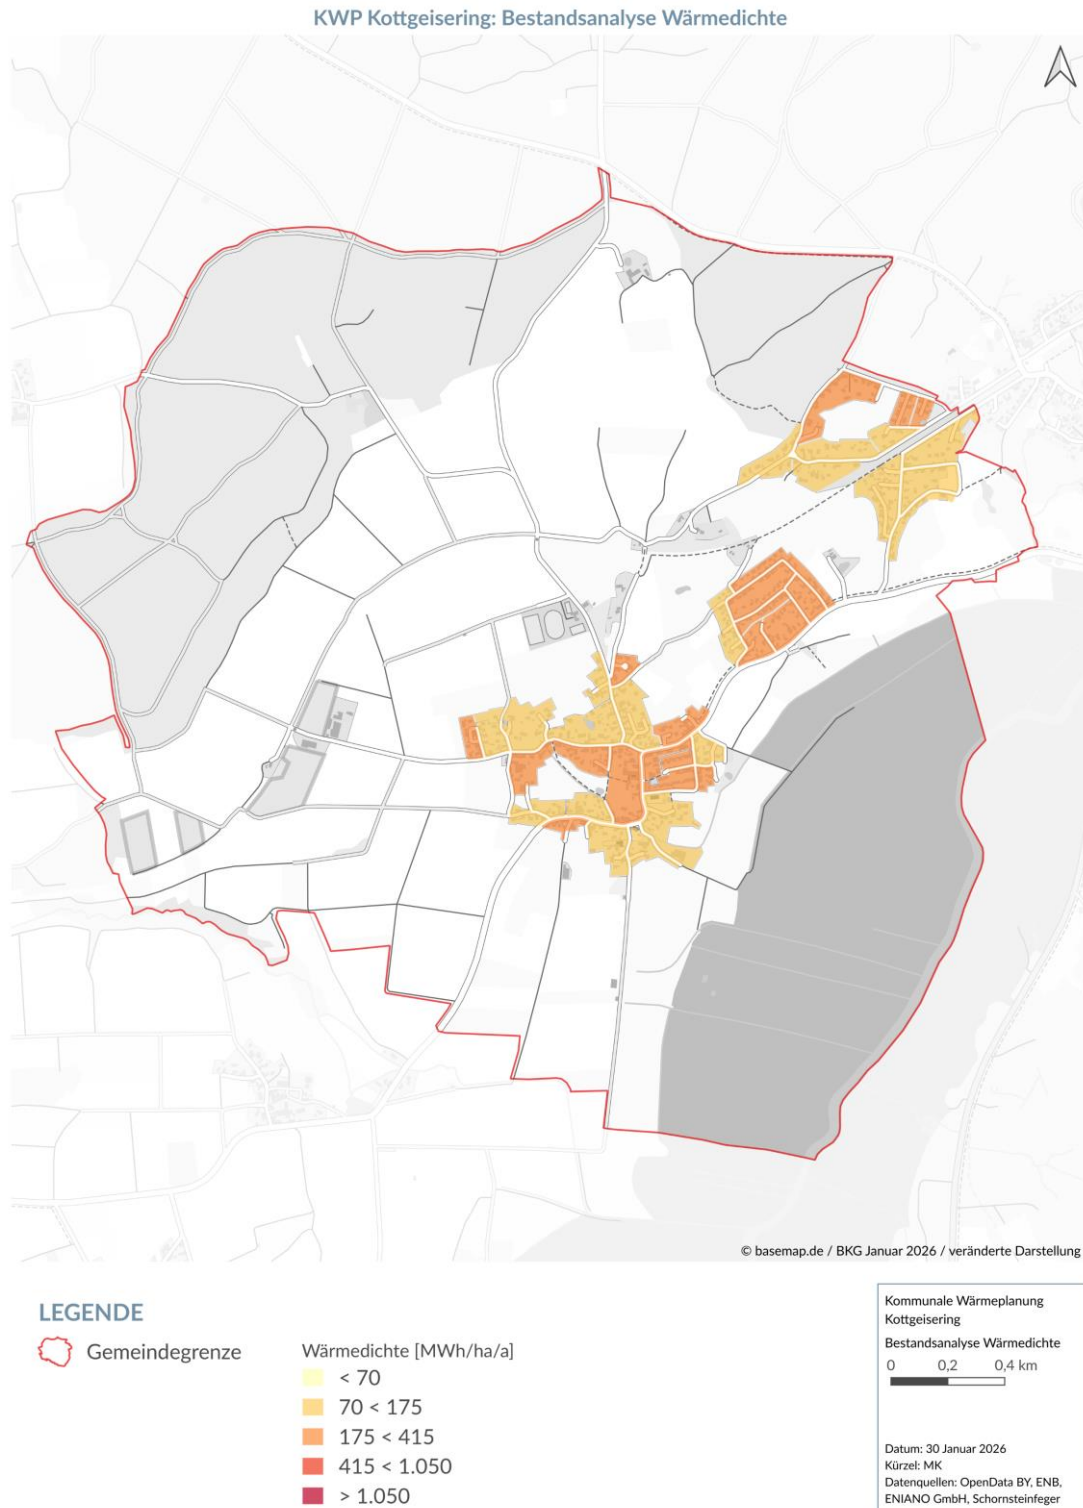 KWP Kottgeisering: Bestandsanalyse Wärmedichte
© basemap.de / BKG Januar 2026 / veränderte Darstellung
LEGENDE
Gemeindegrenze
Wärmedichte [MWh/ha/a]
< 70
70 < 175
175 < 415
415 < 1.050
> 1.050
Kommunale Wärmeplanung
Kottgeisering
Bestandsanalyse Wärmedichte
0 0,2 0,4 km
Datum: 30 Januar 2026
Kürzel: MK
Datenquellen: OpenData BY, ENB,
ENIANO GmbH, Schornsteinfeger